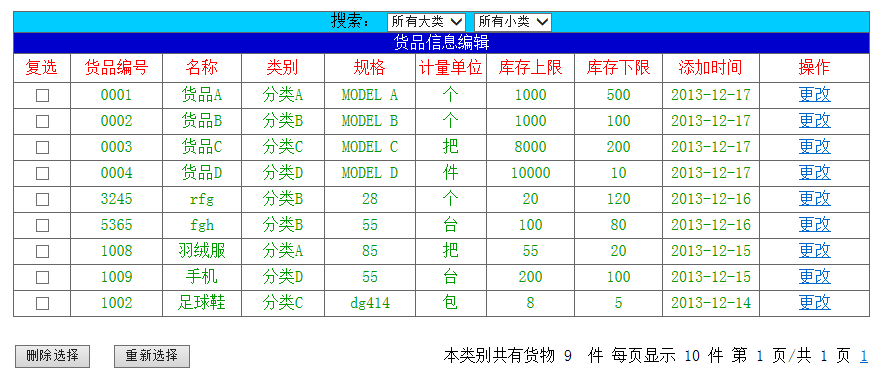 搜索： 所有大类 所有小类
货品信息编辑
复选 货品编号 名称 类别 规格 计量单位 库存上限 库存下限 添加时间 操作
0001 货品A 分类A MODEL A 个 1000 500 2013-12-17 更改
0002 货品B 分类B MODEL B 个 1000 100 2013-12-17 更改
0003 货品C 分类C MODEL C 把 8000 200 2013-12-17 更改
0004 货品D 分类D MODEL D 件 10000 10 2013-12-17 更改
3245 rfg 分类B 28 个 20 120 2013-12-16 更改
5365 fgh 分类B 55 台 100 80 2013-12-16 更改
1008 羽绒服 分类A 85 把 55 20 2013-12-15 更改
1009 手机 分类D 55 台 200 100 2013-12-15 更改
1002 足球鞋 分类C dg414 包 8 5 2013-12-14 更改
删除选择 重新选择 本类别共有货物 9 件 每页显示 10 件 第 1 页/共 1 页 1